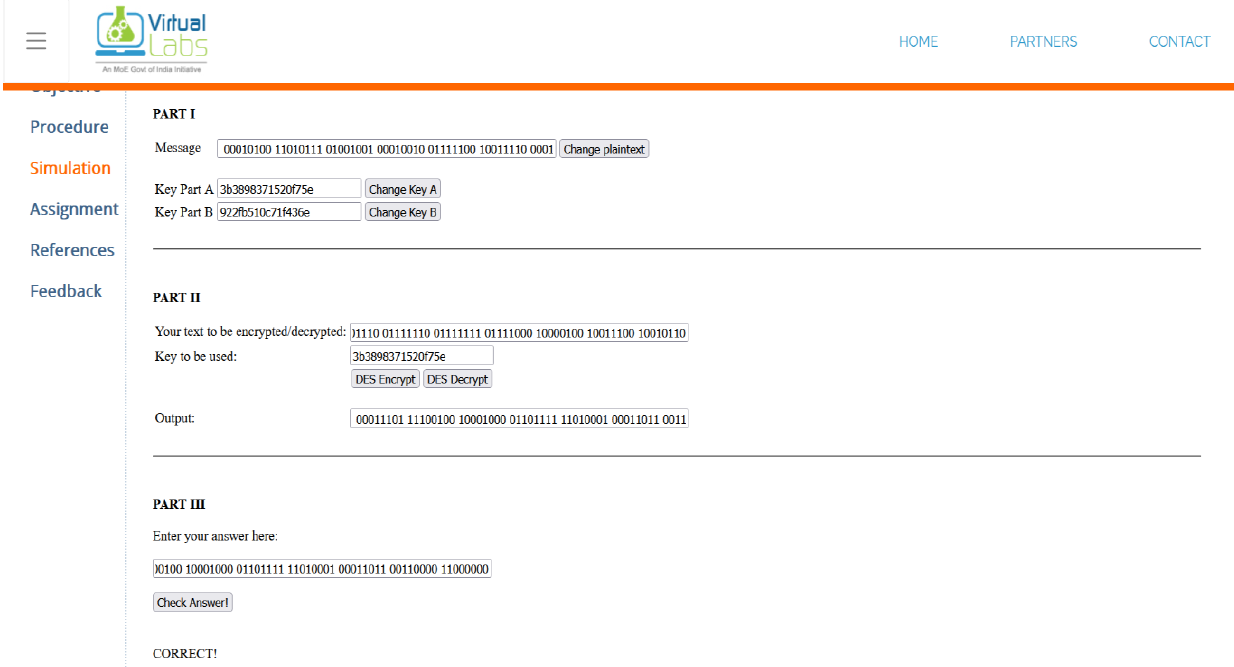 Virtual
Labs
An MoE Govt of India Initiative
HOME PARTNERS CONTACT
Objective
Procedure
Simulation
Assignment
References
Feedback
PART I
Message 00010100 11010111 01001001 00010010 01111100 10011110 0001 Change plaintext
Key Part A 3b3898371520f75e Change Key A
Key Part B 922fb510c71f436e Change Key B
PART II
Your text to be encrypted/decrypted: 01110 01111110 01111111 01111000 10000100 10011100 10010110
Key to be used: 3b3898371520f75e
DES Encrypt DES Decrypt
Output: 00011101 11100100 10001000 01101111 11010001 00011011 0011
PART III
Enter your answer here:
00100 10001000 01101111 11010001 00011011 00110000 11000000
Check Answer!
CORRECT!